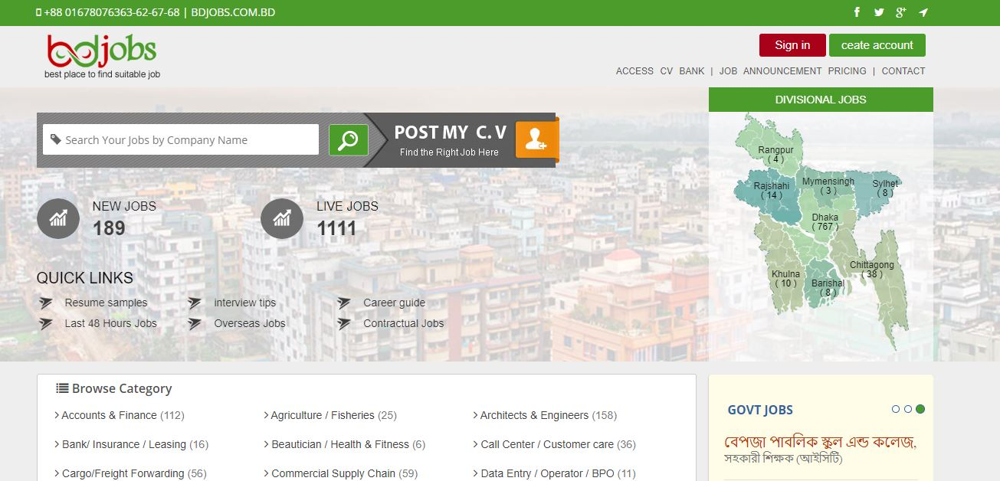 +88 01678076363-62-67-68 | BDJOBS.COM.BD
bdjobs
best place to find suitable job
Sign in
ceate account
ACCESS CV BANK | JOB ANNOUNCEMENT PRICING | CONTACT
Search Your Jobs by Company Name
POST MY C. V
Find the Right Job Here
NEW JOBS
189
LIVE JOBS
1111
QUICK LINKS
Resume samples
interview tips
Career guide
Last 48 Hours Jobs
Overseas Jobs
Contractual Jobs
DIVISIONAL JOBS
Rangpur
( 4 )
Rajshahi
( 14 )
Mymensingh
( 3 )
Sylhet
( 8 )
Dhaka
( 767 )
Khulna
( 10 )
Barishal
( 8 )
Chittagong
( 38 )
Browse Category
Accounts & Finance (112)
Agriculture / Fisheries (25)
Architects & Engineers (158)
Bank/ Insurance / Leasing (16)
Beautician / Health & Fitness (6)
Call Center / Customer care (36)
Cargo/Freight Forwarding (56)
Commercial Supply Chain (59)
Data Entry / Operator / BPO (11)
GOVT JOBS
বেপজা পাবলিক স্কুল এন্ড কলেজ,
সহকারী শিক্ষক (আইসিটি)